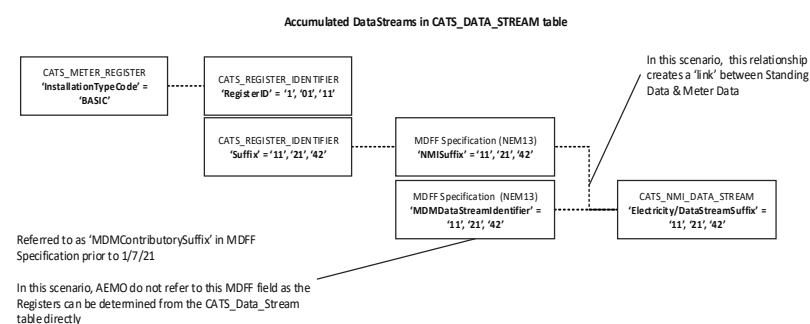 Accumulated DataStreams in CATS_DATA_STREAM table
In this scenario, this relationship
creates a ‘link’ between Standing
Data & Meter Data
CATS_METER_REGISTER
‘InstallationTypeCode’ =
‘BASIC’
CATS_REGISTER_IDENTIFIER
‘RegisterID’ = ‘1’, ‘01’, ‘11’
CATS_REGISTER_IDENTIFIER
‘Suffix’ = ‘11’, ‘21’, ‘42’
MDFF Specification (NEM13)
‘NMISuffix’ = ‘11’, ‘21’, ‘42’
MDFF Specification (NEM13)
‘MDMDataStreamIdentifier’ =
‘11’, ‘21’, ‘42’
CATS_NMI_DATA_STREAM
‘Electricity/DataStreamSuffix’ =
‘11’, ‘21’, ‘42’
Referred to as ‘MDMContributorySuffix’ in MDFF
Specification prior to 1/7/21
In this scenario, AEMO do not refer to this MDFF field as the
Registers can be determined from the CATS_Data_Stream
table directly